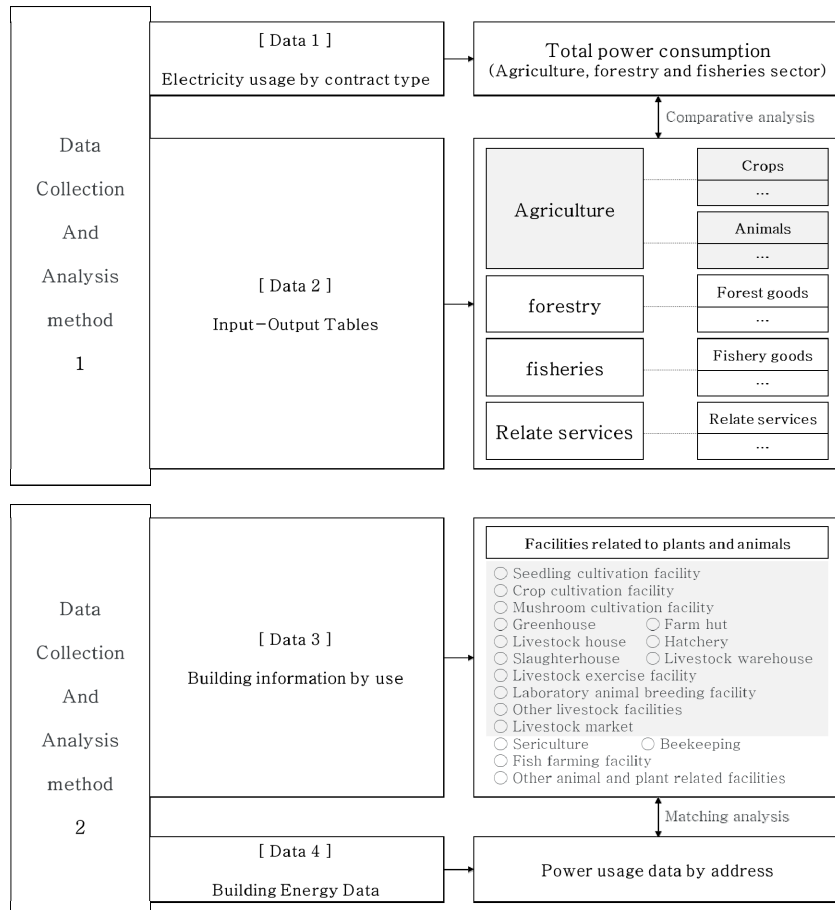 Data
Collection
And
Analysis
method
1
[ Data 1 ]
Electricity usage by contract type
Total power consumption
(Agriculture, forestry and fisheries sector)
Comparative analysis
[ Data 2 ]
Input-Output Tables
Agriculture
Crops
...
Animals
...
forestry
Forest goods
...
fisheries
Fishery goods
...
Relate services
Relate services
...
Data
Collection
And
Analysis
method
2
[ Data 3 ]
Building information by use
Facilities related to plants and animals
○ Seedling cultivation facility
○ Crop cultivation facility
○ Mushroom cultivation facility
○ Greenhouse ○ Farm hut
○ Livestock house ○ Hatchery
○ Slaughterhouse ○ Livestock warehouse
○ Livestock exercise facility
○ Laboratory animal breeding facility
○ Other livestock facilities
○ Livestock market
○ Sericulture ○ Beekeeping
○ Fish farming facility
○ Other animal and plant related facilities
Matching analysis
[ Data 4 ]
Building Energy Data
Power usage data by address